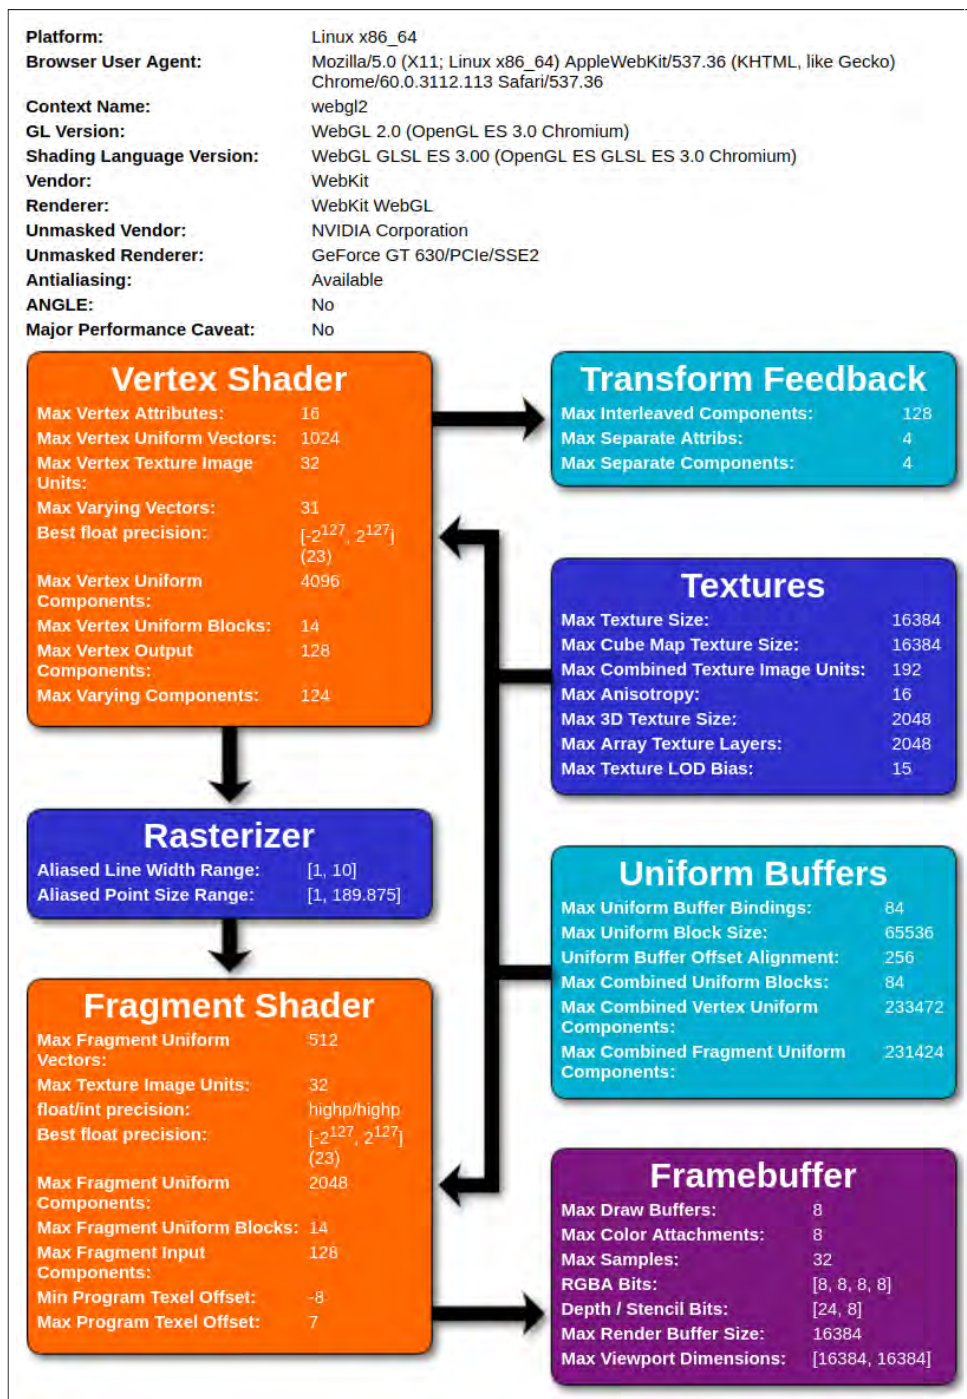 Platform: Linux x86_64
Browser User Agent: Mozilla/5.0 (X11; Linux x86_64) AppleWebKit/537.36 (KHTML, like Gecko)
Chrome/60.0.3112.113 Safari/537.36
Context Name: webgl2
GL Version: WebGL 2.0 (OpenGL ES 3.0 Chromium)
Shading Language Version: WebGL GLSL ES 3.00 (OpenGL ES GLSL ES 3.0 Chromium)
Vendor: WebKit
Renderer: WebKit WebGL
Unmasked Vendor: NVIDIA Corporation
Unmasked Renderer: GeForce GT 630/PCIe/SSE2
Antialiasing: Available
ANGLE: No
Major Performance Caveat: No
Vertex Shader
Max Vertex Attributes: 16
Max Vertex Uniform Vectors: 1024
Max Vertex Texture Image 32
Units:
Max Varying Vectors: 31
Best float precision: [-2^127, 2^127]
(23)
Max Vertex Uniform 4096
Components:
Max Vertex Uniform Blocks: 14
Max Vertex Output 128
Components:
Max Varying Components: 124
Transform Feedback
Max Interleaved Components: 128
Max Separate Attribs: 4
Max Separate Components: 4
Textures
Max Texture Size: 16384
Max Cube Map Texture Size: 16384
Max Combined Texture Image Units: 192
Max Anisotropy: 16
Max 3D Texture Size: 2048
Max Array Texture Layers: 2048
Max Texture LOD Bias: 15
Rasterizer
Aliased Line Width Range: [1, 10]
Aliased Point Size Range: [1, 189.875]
Uniform Buffers
Max Uniform Buffer Bindings: 84
Max Uniform Block Size: 65536
Uniform Buffer Offset Alignment: 256
Max Combined Uniform Blocks: 84
Max Combined Vertex Uniform 233472
Components:
Max Combined Fragment Uniform 231424
Components:
Fragment Shader
Max Fragment Uniform 512
Vectors:
Max Texture Image Units: 32
float/int precision: highp/highp
Best float precision: [-2^127, 2^127]
(23)
Max Fragment Uniform 2048
Components:
Max Fragment Uniform Blocks: 14
Max Fragment Input 128
Components:
Min Program Texel Offset: -8
Max Program Texel Offset: 7
Framebuffer
Max Draw Buffers: 8
Max Color Attachments: 8
Max Samples: 32
RGBA Bits: [8, 8, 8, 8]
Depth / Stencil Bits: [24, 8]
Max Render Buffer Size: 16384
Max Viewport Dimensions: [16384, 16384]